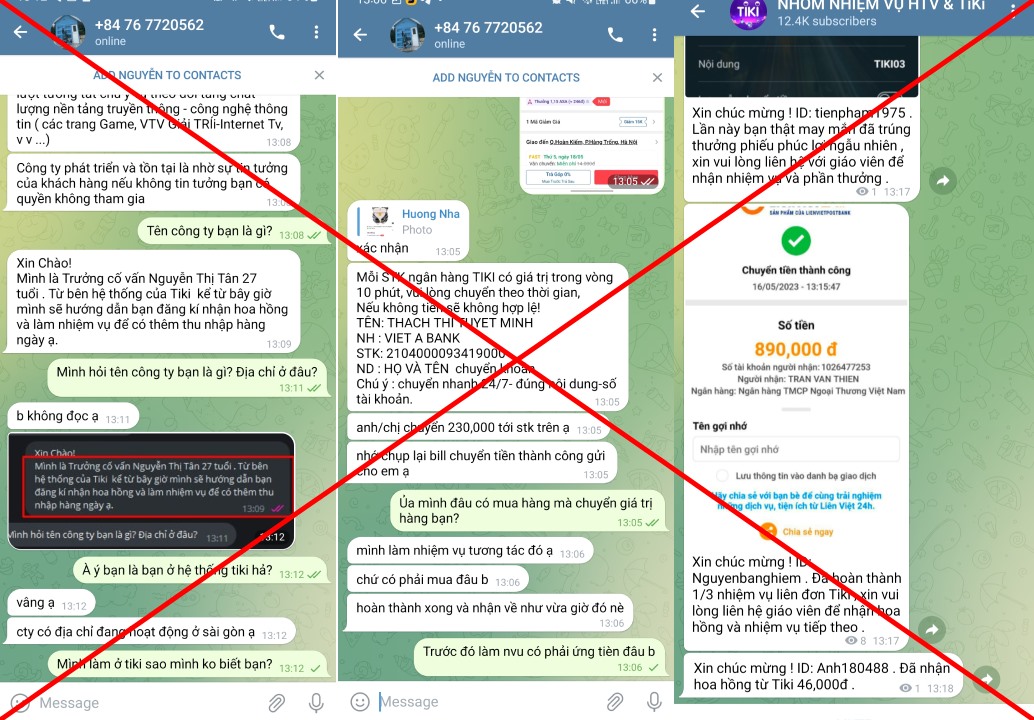 +84 76 7720562
online
ADD NGUYỄN TO CONTACTS
lượng nền tảng truyền thông - công nghệ thông
tin ( các trang Game, VTV Giải TRÍ-Internet Tv,
v v ...)
13:08
Công ty phát triển và tồn tại là nhờ sự tin tưởng
của khách hàng nếu không tin tưởng bạn có
quyền không tham gia
Tên công ty bạn là gì? 13:08
Xin Chào!
Mình là Trưởng cố vấn Nguyễn Thị Tân 27
tuổi . Từ bên hệ thống của Tiki kể từ bây giờ
mình sẽ hướng dẫn bạn đăng kí nhận hoa hồng
và làm nhiệm vụ để có thêm thu nhập hàng
ngày ạ.
13:09
Mình hỏi tên công ty bạn là gì? Địa chỉ ở đâu?
13:11
b không đọc ạ 13:11
Xin Chào!
Mình là Trưởng cố vấn Nguyễn Thị Tân 27 tuổi . Từ bên
hệ thống của Tiki kể từ bây giờ mình sẽ hướng dẫn bạn
đăng kí nhận hoa hồng và làm nhiệm vụ để có thêm thu
nhập hàng ngày ạ.
13:09
Mình hỏi tên công ty bạn là gì? Địa chỉ ở đâu? 13:11
13:12
À ý bạn là bạn ở hệ thống tiki hả? 13:12
vâng ạ 13:12
cty có địa chỉ đang hoạt động ở sài gòn ạ 13:12
Mình làm ở tiki sao mình ko biết bạn? 13:12
Message
+84 76 7720562
online
ADD NGUYỄN TO CONTACTS
Mới
1 Mã Giảm Giá
Giảm 15K
Giao đến Q.Hoàn Kiếm, P.Hàng Trống, Hà Nội
FAST Thứ 5, ngày 18/05
Trả Góp 0%
13:05
Huong Nha
Photo
xác nhận 13:05
Mỗi STK ngân hàng TIKI có giá trị trong vòng
10 phút, vui lòng chuyển theo thời gian,
Nếu không tiền sẽ không hợp lệ!
TÊN: THACH THI TUYET MINH
NH : VIET A BANK
STK: 2104000093419000
ND : HỌ VÀ TÊN chuyển khoản
Chú ý : chuyển nhanh 24/7- đúng nội dung-số
tài khoản.
13:05
anh/chị chuyển 230,000 tới stk trên ạ 13:05
nhớ chụp lại bill chuyển tiền thành công gửi
cho em ạ 13:05
Ủa mình đâu có mua hàng mà chuyển giá trị
hàng bạn?
13:05
mình làm nhiệm vụ tương tác đó ạ 13:06
chứ có phải mua đâu b 13:06
hoàn thành xong và nhận về như vừa giờ đó nè
13:06
Trước đó làm nvu có phải ứng tièn đâu b
13:06
Message
NHÓM NHIỆM VỤ HTV & TiKi
12.4K subscribers
Nội dung TIKI03
Xin chúc mừng ! ID: tienpham1975 .
Lần này bạn thật may mắn đã trúng
thưởng phiếu phúc lợi ngẫu nhiên ,
xin vui lòng liên hệ với giáo viên để
nhận nhiệm vụ và phần thưởng .
1 13:17
SẢN PHẨM CỦA LIENVIETPOSTBANK
Chuyển tiền thành công
16/05/2023 - 13:15:47
Số tiền
890,000 đ
Số tài khoản người nhận: 1026477253
Người nhận: TRAN VAN THIEN
Ngân hàng: Ngân hàng TMCP Ngoại Thương Việt Nam
Tên gợi nhớ
Nhập tên gợi nhớ
Lưu thông tin vào danh bạ giao dịch
Hãy chia sẻ với bạn bè để cùng trải nghiệm
những dịch vụ, tiện ích từ Liên Việt 24h.
Chia sẻ ngay
Xin chúc mừng ! ID:
Nguyenbanghiem . Đã hoàn thành
1/3 nhiệm vụ liên đơn Tiki, xin vui
lòng liên hệ giáo viên để nhận hoa
hồng và nhiệm vụ tiếp theo .
8 13:17
Xin chúc mừng ! ID: Anh180488 . Đã nhận
hoa hồng từ Tiki 46,000đ .
1 13:18